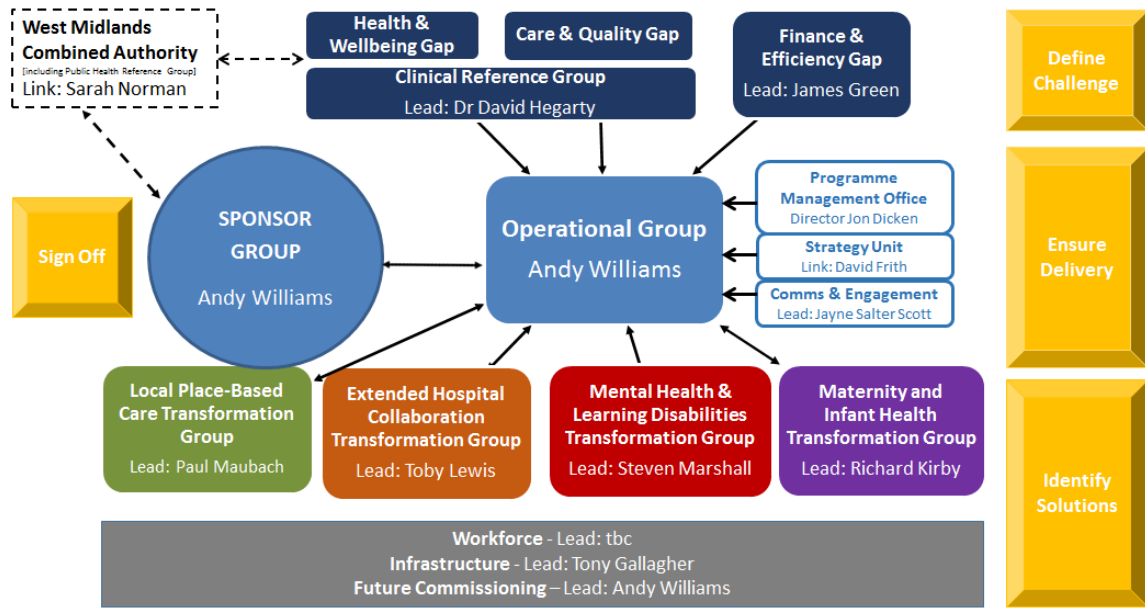 West Midlands
Combined Authority
[including Public Health Reference Group]
Link: Sarah Norman
Health &
Wellbeing Gap
Care & Quality Gap
Clinical Reference Group
Lead: Dr David Hegarty
Finance &
Efficiency Gap
Lead: James Green
Define
Challenge
Sign Off
SPONSOR
GROUP
Andy Williams
Operational Group
Andy Williams
Programme
Management Office
Director Jon Dicken
Strategy Unit
Link: David Frith
Comms & Engagement
Lead: Jayne Salter Scott
Ensure
Delivery
Local Place-Based
Care Transformation
Group
Lead: Paul Maubach
Extended Hospital
Collaboration
Transformation Group
Lead: Toby Lewis
Mental Health &
Learning Disabilities
Transformation Group
Lead: Steven Marshall
Maternity and
Infant Health
Transformation Group
Lead: Richard Kirby
Identify
Solutions
Workforce - Lead: tbc
Infrastructure - Lead: Tony Gallagher
Future Commissioning – Lead: Andy Williams